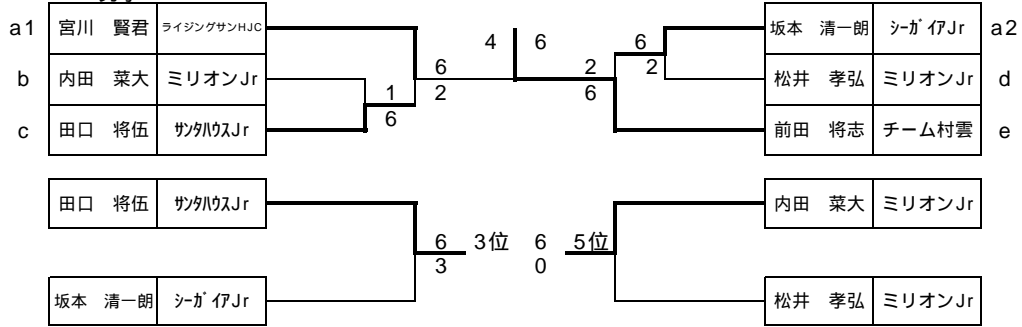 a1 宮川 賢君 ライジングサンHJC 4 6 6 坂本 清一朗 シーガイアJr a2
b 内田 菜大 ミリオンJr 6 2 2 松井 孝弘 ミリオンJr d
1 2 6
c 田口 将伍 サンタハウスJr 6 前田 将志 チーム村雲 e
田口 将伍 サンタハウスJr 内田 菜大 ミリオンJr
6 3位 6 5位
3 0
坂本 清一朗 シーガイアJr 松井 孝弘 ミリオンJr